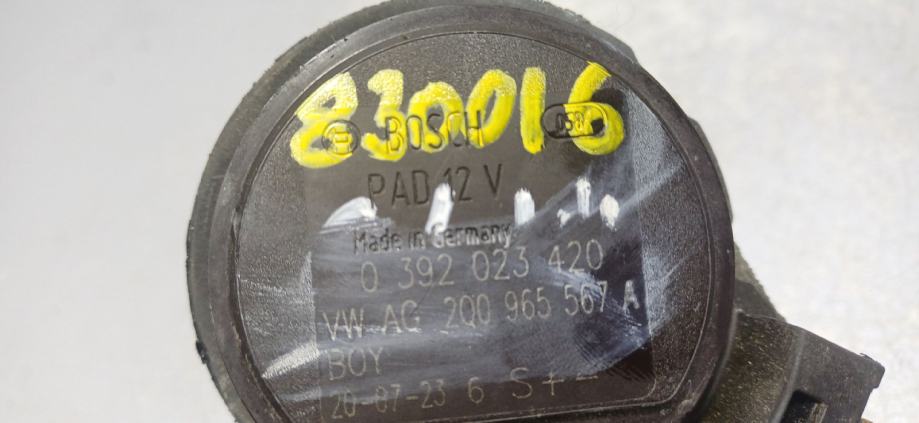 830016
BOSCH 058
PAD 12 V
Made in Germany
0 392 023 420
VW-AG 2Q0 965 567 A
BOY
20-07-23 6 S++-